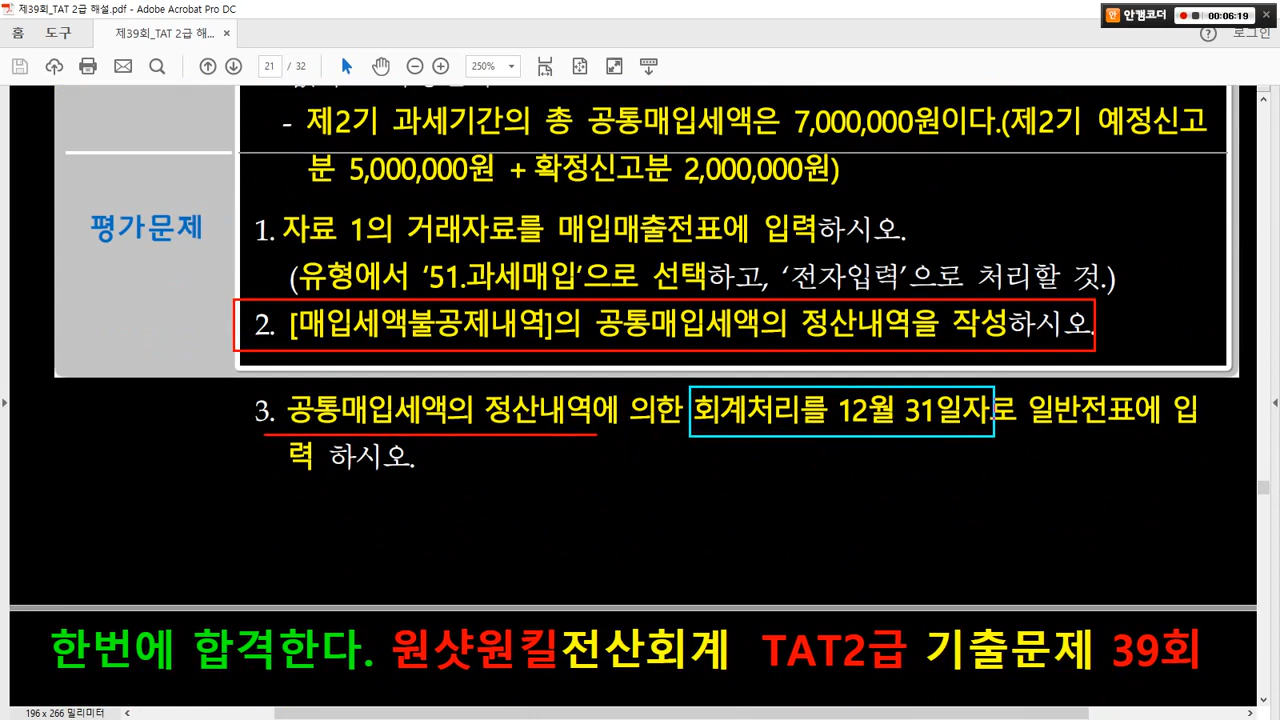 제39회_TAT 2급 해설.pdf - Adobe Acrobat Pro DC
안캠코더 00:06:19
홈 도구 제39회_TAT 2급 해... × 로그인
21 / 32 250%
- 제2기 과세기간의 총 공통매입세액은 7,000,000원이다.(제2기 예정신고
분 5,000,000원 + 확정신고분 2,000,000원)
평가문제
1. 자료 1의 거래자료를 매입매출전표에 입력하시오.
(유형에서 '51.과세매입'으로 선택하고, '전자입력'으로 처리할 것.)
2. [매입세액불공제내역]의 공통매입세액의 정산내역을 작성하시오.
3. 공통매입세액의 정산내역에 의한 회계처리를 12월 31일자로 일반전표에 입
력 하시오.
한번에 합격한다. 원샷원킬전산회계 TAT2급 기출문제 39회
196 x 266 밀리미터